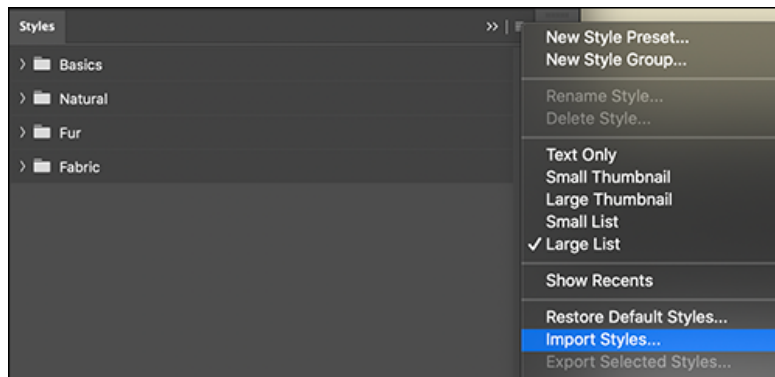 Styles
Basics
Natural
Fur
Fabric
New Style Preset...
New Style Group...
Rename Style...
Delete Style...
Text Only
Small Thumbnail
Large Thumbnail
Small List
Large List
Show Recents
Restore Default Styles...
Import Styles...
Export Selected Styles...